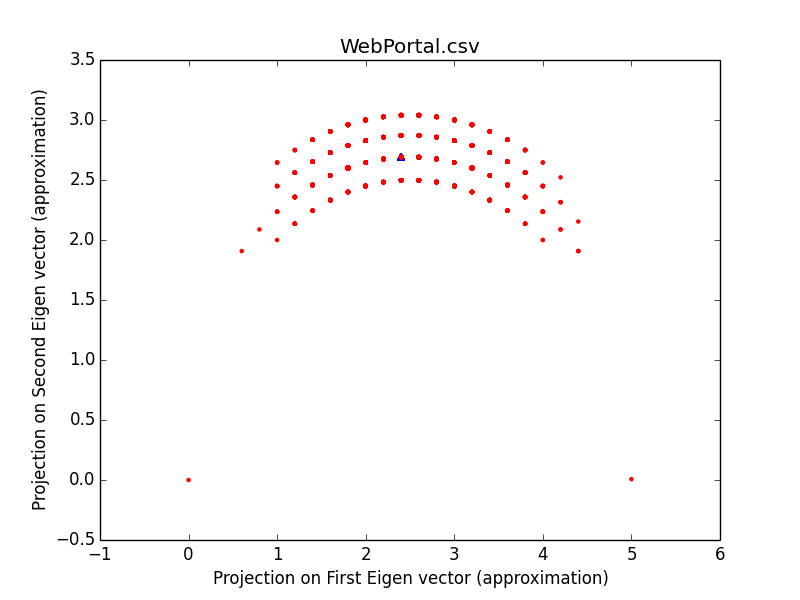 WebPortal.csv
3.5
3.0
2.5
2.0
1.5
1.0
0.5
0.0
−0.5
Projection on Second Eigen vector (approximation)
−1 0 1 2 3 4 5 6
Projection on First Eigen vector (approximation)